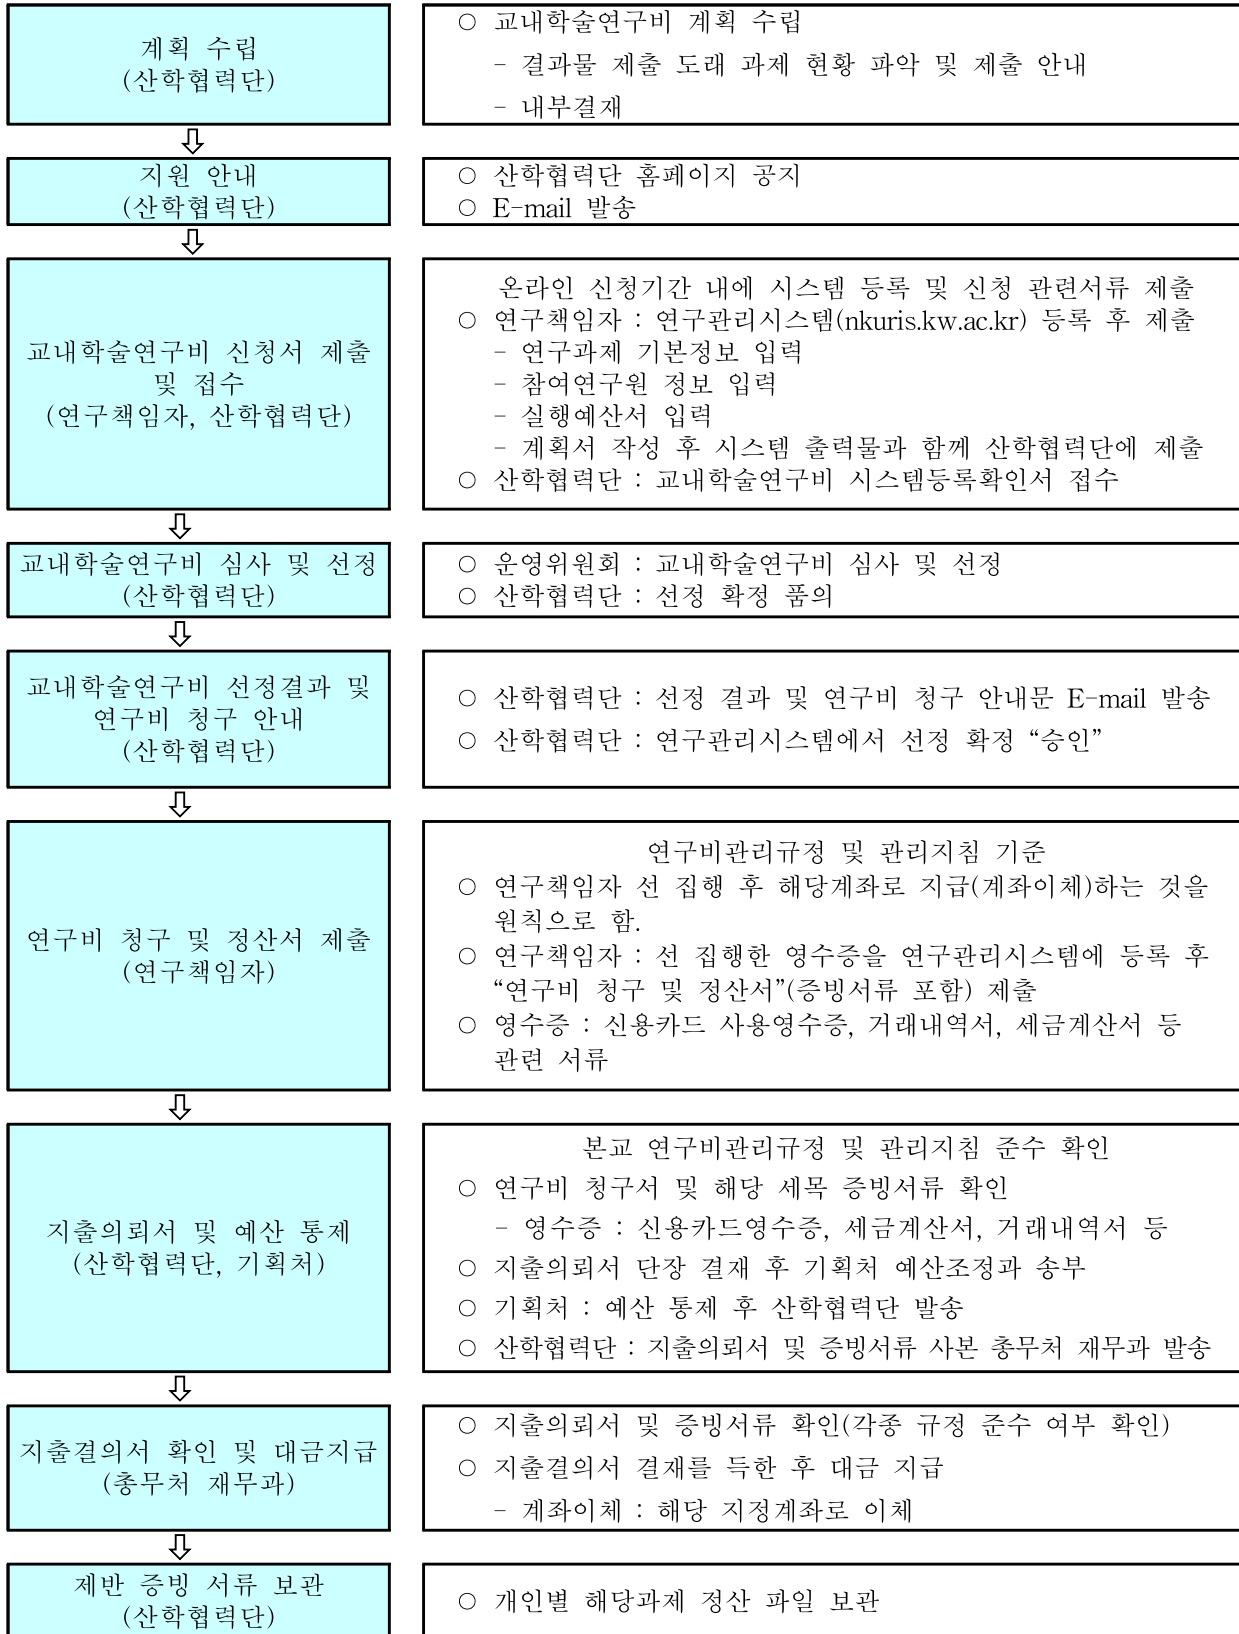 계획 수립
(산학협력단)
○ 교내학술연구비 계획 수립
- 결과물 제출 도래 과제 현황 파악 및 제출 안내
- 내부결재
지원 안내
(산학협력단)
○ 산학협력단 홈페이지 공지
○ E-mail 발송
교내학술연구비 신청서 제출
및 접수
(연구책임자, 산학협력단)
온라인 신청기간 내에 시스템 등록 및 신청 관련서류 제출
○ 연구책임자 : 연구관리시스템(nkuris.kw.ac.kr) 등록 후 제출
- 연구과제 기본정보 입력
- 참여연구원 정보 입력
- 실행예산서 입력
- 계획서 작성 후 시스템 출력물과 함께 산학협력단에 제출
○ 산학협력단 : 교내학술연구비 시스템등록확인서 접수
교내학술연구비 심사 및 선정
(산학협력단)
○ 운영위원회 : 교내학술연구비 심사 및 선정
○ 산학협력단 : 선정 확정 품의
교내학술연구비 선정결과 및
연구비 청구 안내
(산학협력단)
○ 산학협력단 : 선정 결과 및 연구비 청구 안내문 E-mail 발송
○ 산학협력단 : 연구관리시스템에서 선정 확정 “승인”
연구비 청구 및 정산서 제출
(연구책임자)
연구비관리규정 및 관리지침 기준
○ 연구책임자 선 집행 후 해당계좌로 지급(계좌이체)하는 것을
원칙으로 함.
○ 연구책임자 : 선 집행한 영수증을 연구관리시스템에 등록 후
“연구비 청구 및 정산서”(증빙서류 포함) 제출
○ 영수증 : 신용카드 사용영수증, 거래내역서, 세금계산서 등
관련 서류
지출의뢰서 및 예산 통제
(산학협력단, 기획처)
본교 연구비관리규정 및 관리지침 준수 확인
○ 연구비 청구서 및 해당 세목 증빙서류 확인
- 영수증 : 신용카드영수증, 세금계산서, 거래내역서 등
○ 지출의뢰서 단장 결재 후 기획처 예산조정과 송부
○ 기획처 : 예산 통제 후 산학협력단 발송
○ 산학협력단 : 지출의뢰서 및 증빙서류 사본 총무처 재무과 발송
지출결의서 확인 및 대금지급
(총무처 재무과)
○ 지출의뢰서 및 증빙서류 확인(각종 규정 준수 여부 확인)
○ 지출결의서 결재를 득한 후 대금 지급
- 계좌이체 : 해당 지정계좌로 이체
제반 증빙 서류 보관
(산학협력단)
○ 개인별 해당과제 정산 파일 보관